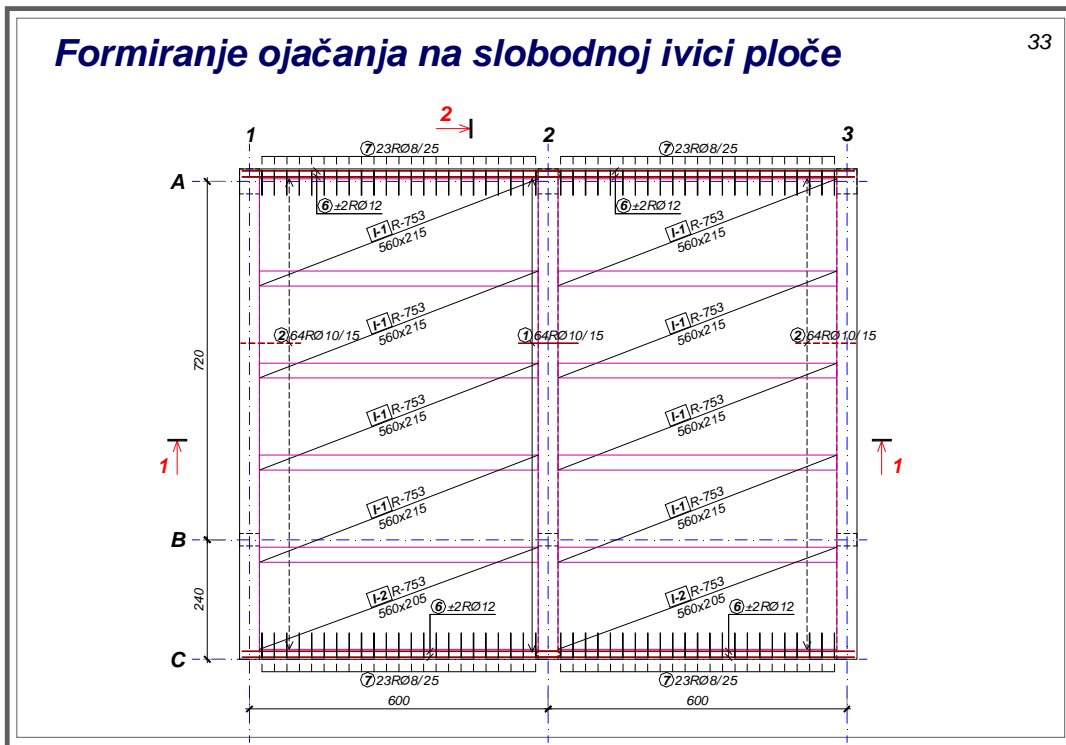 Formiranje ojačanja na slobodnoj ivici ploče
33
2
1
2
3
⑦23RØ8/25
⑦23RØ8/25
A
⑥±2RØ12
⑥±2RØ12
I-1 R-753
560x215
I-1 R-753
560x215
I-1 R-753
560x215
I-1 R-753
560x215
②64RØ10/15
①64RØ10/15
②64RØ10/15
720
I-1 R-753
560x215
I-1 R-753
560x215
1
1
I-1 R-753
560x215
I-1 R-753
560x215
B
I-2 R-753
560x205
I-2 R-753
560x205
240
⑥±2RØ12
⑥±2RØ12
C
⑦23RØ8/25
⑦23RØ8/25
600
600